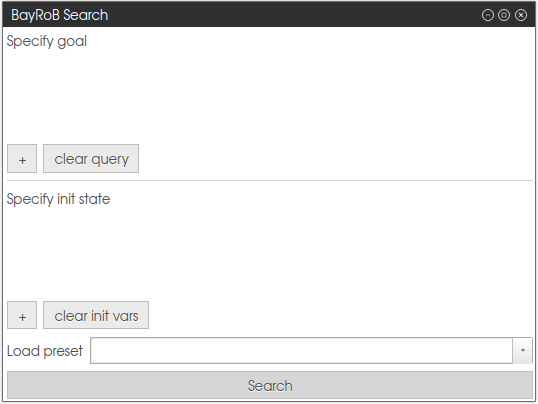 BayRoB Search
Specify goal
+ clear query
Specify init state
+ clear init vars
Load preset
Search